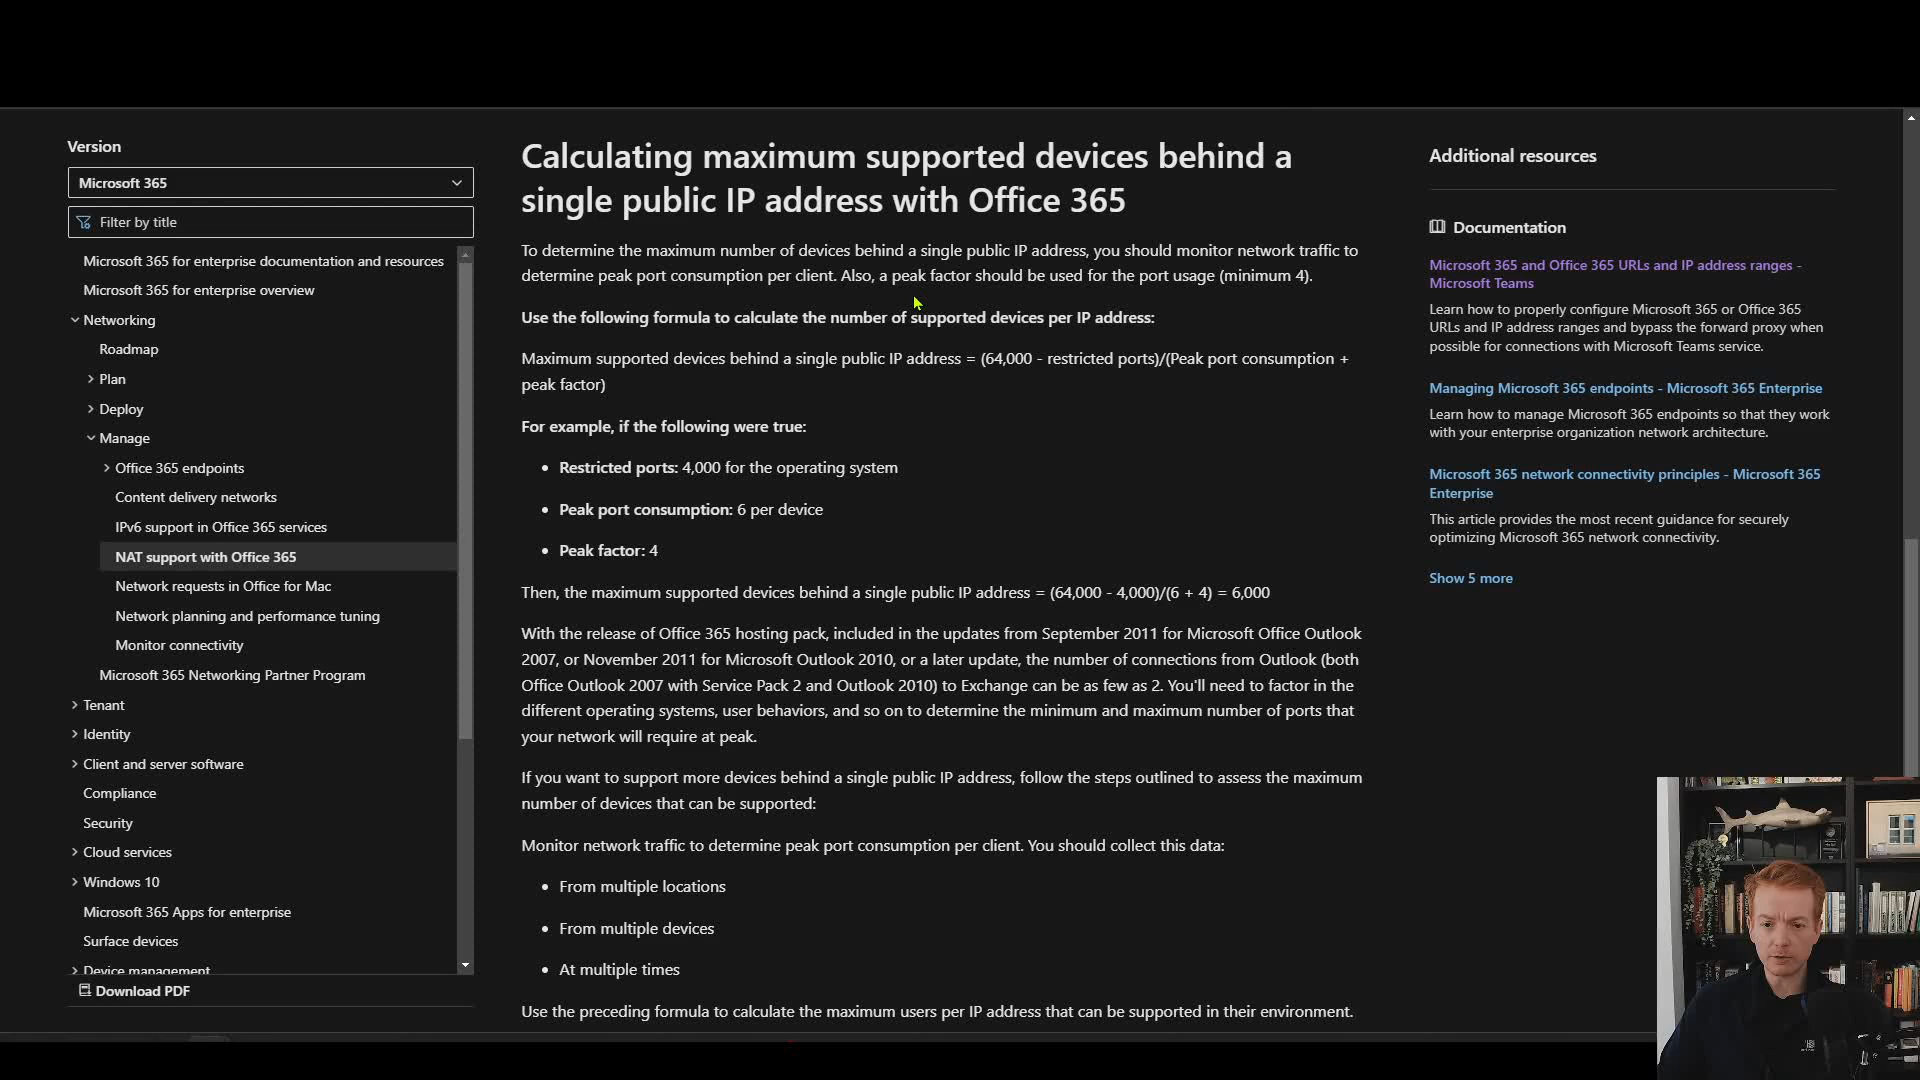 Version
Microsoft 365
Filter by title
Microsoft 365 for enterprise documentation and resources
Microsoft 365 for enterprise overview
Networking
Roadmap
Plan
Deploy
Manage
Office 365 endpoints
Content delivery networks
IPv6 support in Office 365 services
NAT support with Office 365
Network requests in Office for Mac
Network planning and performance tuning
Monitor connectivity
Microsoft 365 Networking Partner Program
Tenant
Identity
Client and server software
Compliance
Security
Cloud services
Windows 10
Microsoft 365 Apps for enterprise
Surface devices
Device management
Download PDF
Calculating maximum supported devices behind a
single public IP address with Office 365
To determine the maximum number of devices behind a single public IP address, you should monitor network traffic to
determine peak port consumption per client. Also, a peak factor should be used for the port usage (minimum 4).
Use the following formula to calculate the number of supported devices per IP address:
Maximum supported devices behind a single public IP address = (64,000 - restricted ports)/(Peak port consumption +
peak factor)
For example, if the following were true:
• Restricted ports: 4,000 for the operating system
• Peak port consumption: 6 per device
• Peak factor: 4
Then, the maximum supported devices behind a single public IP address = (64,000 - 4,000)/(6 + 4) = 6,000
With the release of Office 365 hosting pack, included in the updates from September 2011 for Microsoft Office Outlook
2007, or November 2011 for Microsoft Outlook 2010, or a later update, the number of connections from Outlook (both
Office Outlook 2007 with Service Pack 2 and Outlook 2010) to Exchange can be as few as 2. You'll need to factor in the
different operating systems, user behaviors, and so on to determine the minimum and maximum number of ports that
your network will require at peak.
If you want to support more devices behind a single public IP address, follow the steps outlined to assess the maximum
number of devices that can be supported:
Monitor network traffic to determine peak port consumption per client. You should collect this data:
• From multiple locations
• From multiple devices
• At multiple times
Use the preceding formula to calculate the maximum users per IP address that can be supported in their environment.
Additional resources
Documentation
Microsoft 365 and Office 365 URLs and IP address ranges -
Microsoft Teams
Learn how to properly configure Microsoft 365 or Office 365
URLs and IP address ranges and bypass the forward proxy when
possible for connections with Microsoft Teams service.
Managing Microsoft 365 endpoints - Microsoft 365 Enterprise
Learn how to manage Microsoft 365 endpoints so that they work
with your enterprise organization network architecture.
Microsoft 365 network connectivity principles - Microsoft 365
Enterprise
This article provides the most recent guidance for securely
optimizing Microsoft 365 network connectivity.
Show 5 more